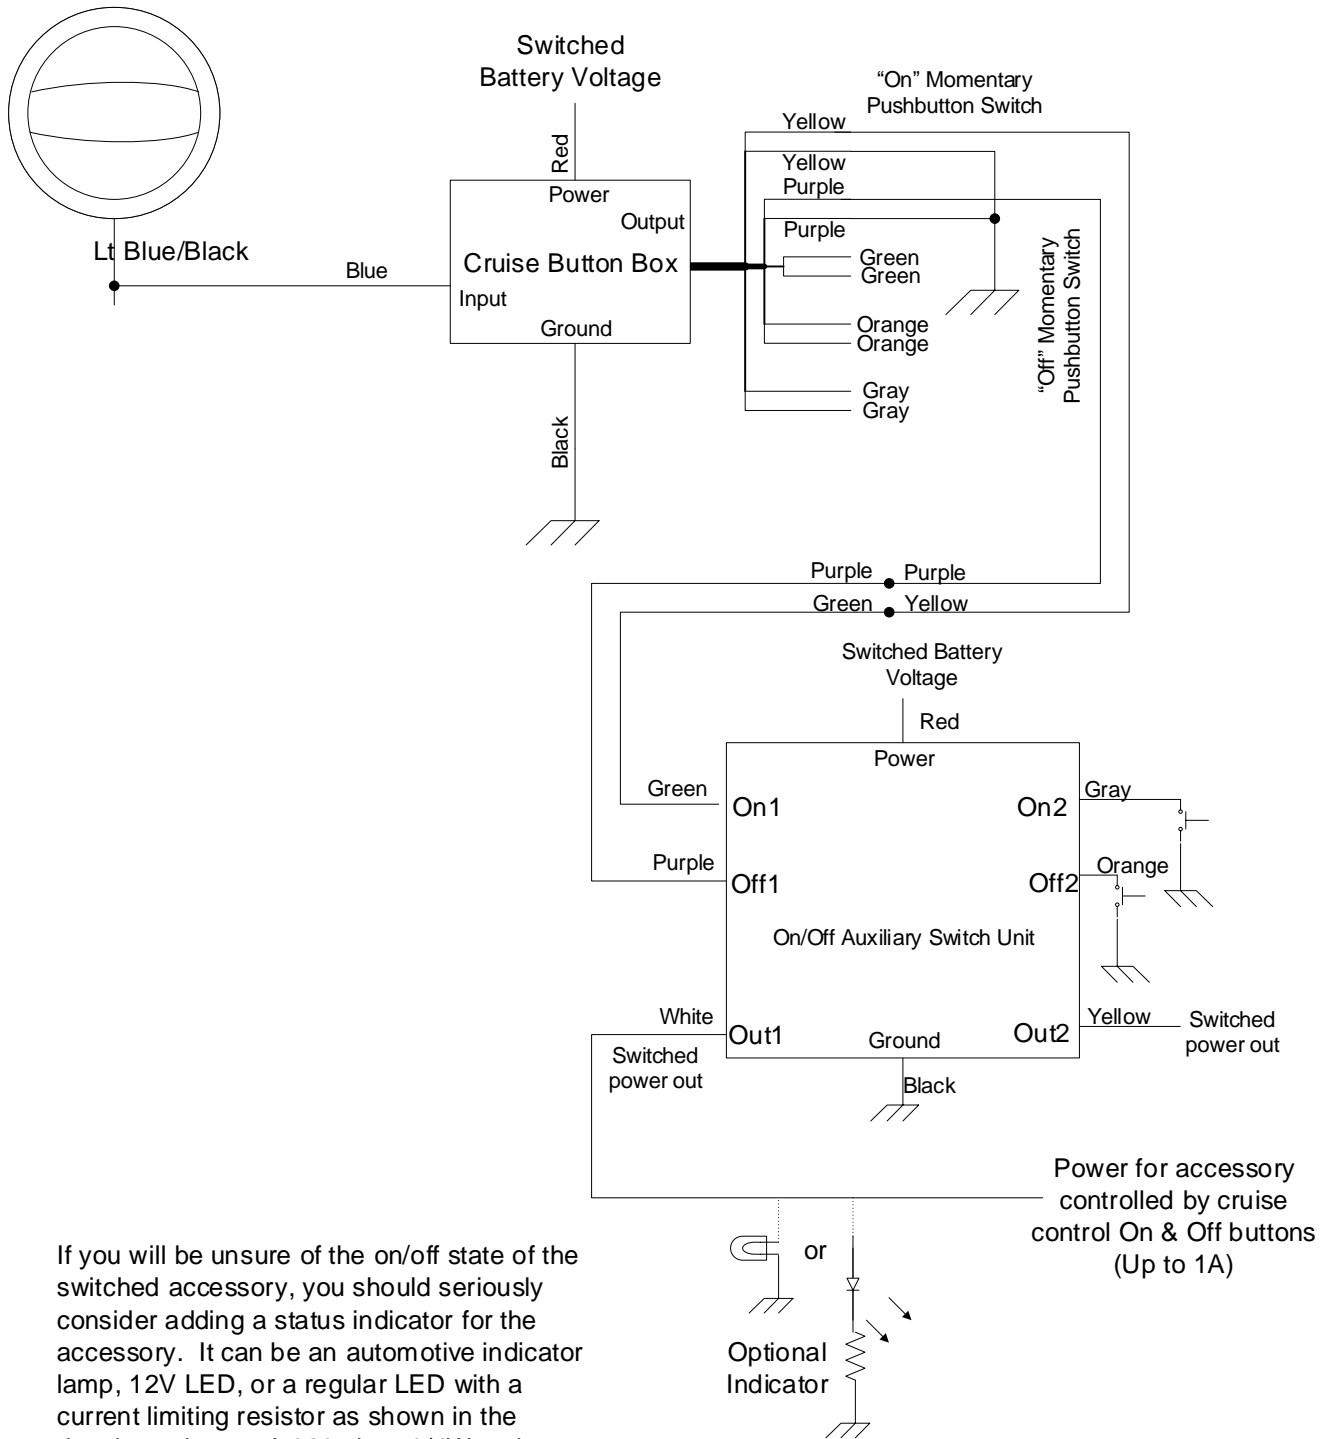 Switched
Battery Voltage
"On" Momentary
Pushbutton Switch
Yellow
Red
Yellow
Power
Purple
Output
Purple
"Off" Momentary
Pushbutton Switch
Lt Blue/Black
Blue
Cruise Button Box
Green
Green
Input
Ground
Orange
Orange
Gray
Gray
Black
Purple
Purple
Green
Yellow
Switched Battery
Voltage
Red
Power
Green
On1
On2
Gray
Purple
Off1
Off2
Orange
On/Off Auxiliary Switch Unit
White
Out1
Ground
Out2
Yellow
Switched
power out
Switched
power out
Black
Power for accessory
controlled by cruise
control On & Off buttons
(Up to 1A)
or
Optional
Indicator
If you will be unsure of the on/off state of the
switched accessory, you should seriously
consider adding a status indicator for the
accessory. It can be an automotive indicator
lamp, 12V LED, or a regular LED with a
current limiting resistor as shown in the